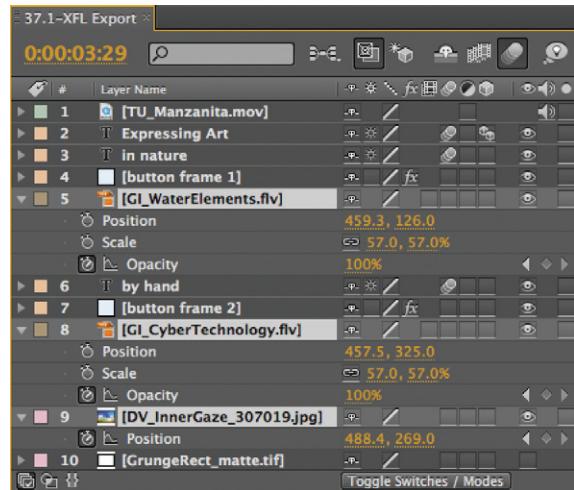 37.1–XFL Export
0:00:03:29
# Layer Name fx
1 [TU_Manzanita.mov]
2 T Expressing Art
3 T in nature
4 [button frame 1] fx
5 [GI_WaterElements.flv]
Position 459.3, 126.0
Scale 57.0, 57.0%
Opacity 100%
6 T by hand
7 [button frame 2] fx
8 [GI_CyberTechnology.flv]
Position 457.5, 325.0
Scale 57.0, 57.0%
Opacity 100%
9 [DV_InnerGaze_307019.jpg]
Position 488.4, 269.0
10 [GrungeRect_matte.tif]
Toggle Switches / Modes